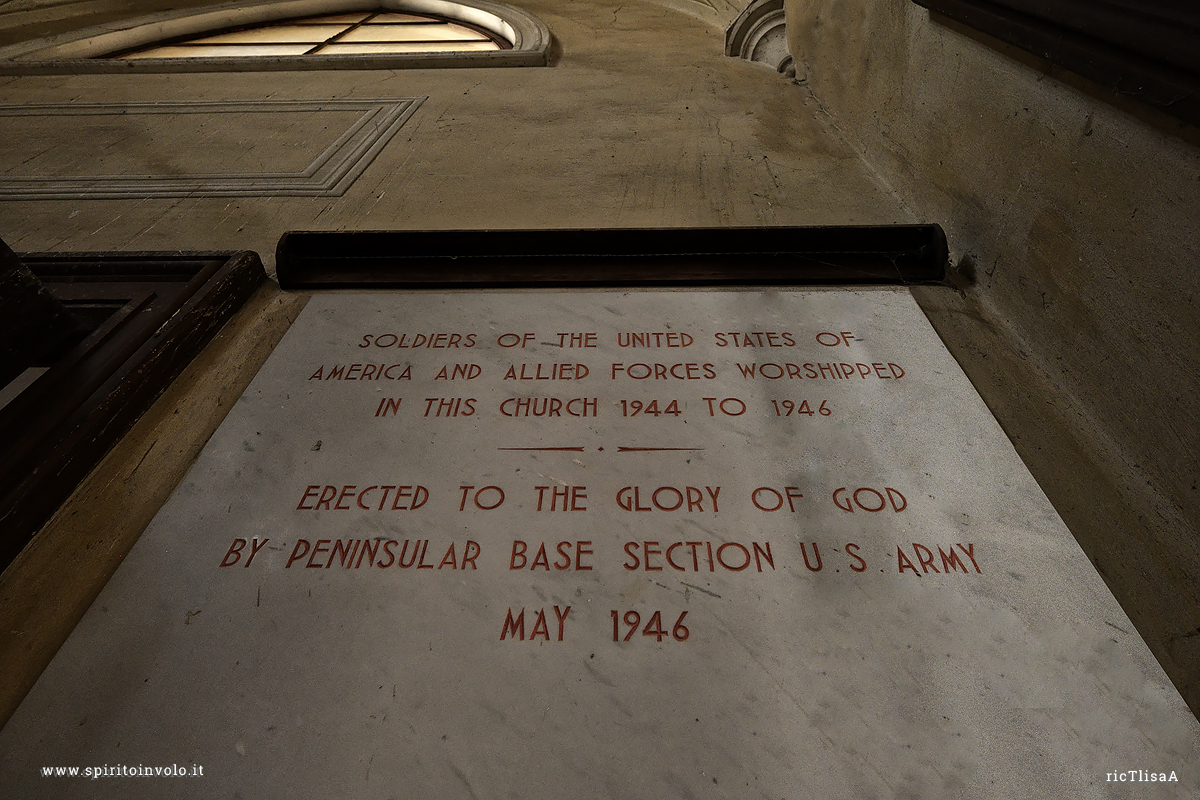 SOLDIERS OF THE UNITED STATES OF
AMERICA AND ALLIED FORCES WORSHIPPED
IN THIS CHURCH 1944 TO 1946
ERECTED TO THE GLORY OF GOD
BY PENINSULAR BASE SECTION U.S. ARMY
MAY 1946
www.spiritoinvolo.it
ricTlisaA